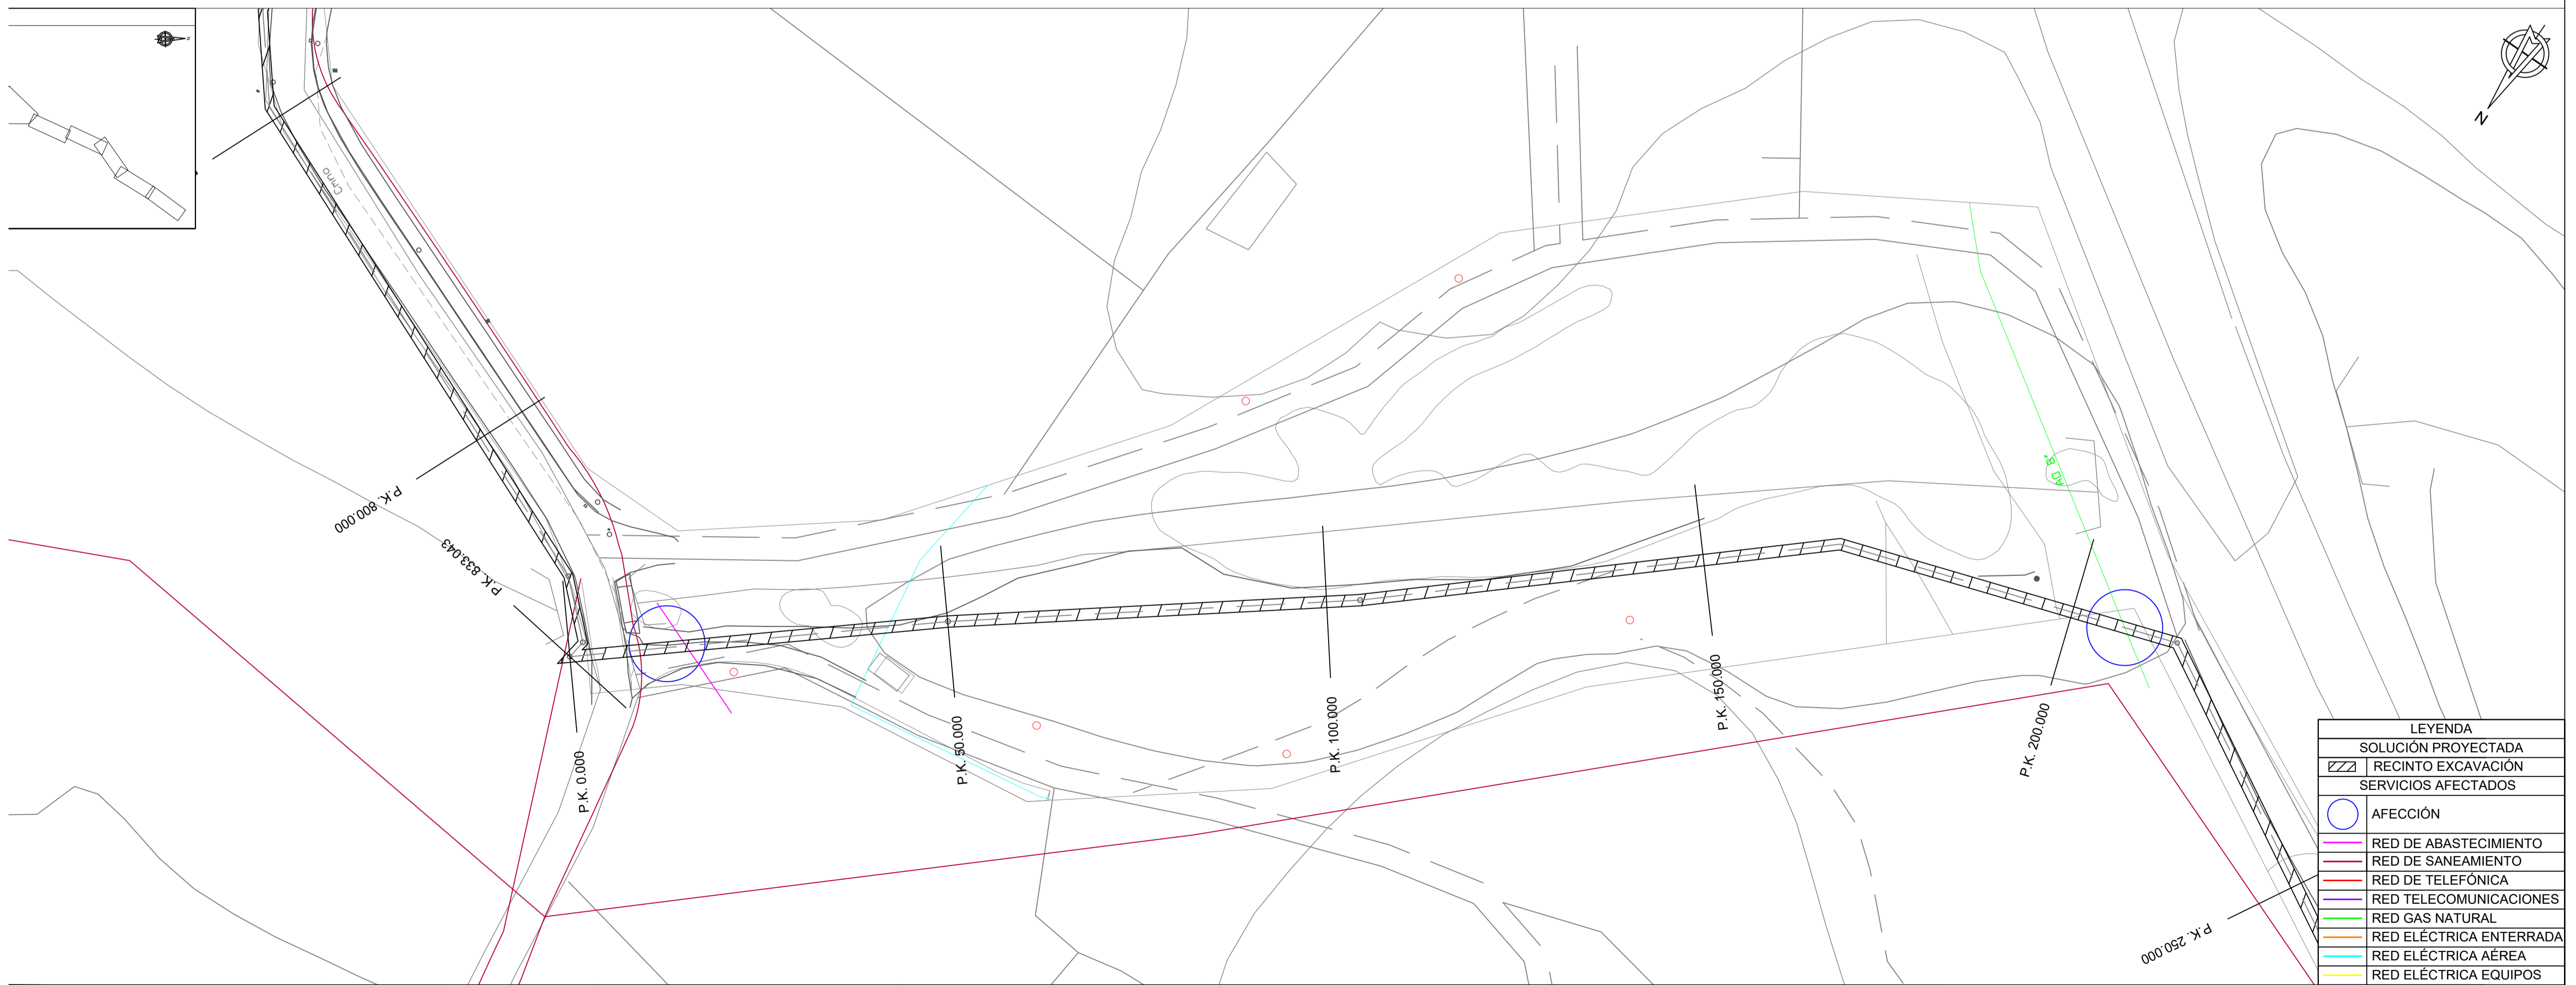 N
Cmno
P.K. 800.000
P.K. 833.043
AD 8"
P.K. 0.000
P.K. 50.000
P.K. 100.000
P.K. 150.000
P.K. 200.000
P.K. 250.000
LEYENDA
SOLUCIÓN PROYECTADA
RECINTO EXCAVACIÓN
SERVICIOS AFECTADOS
AFECCIÓN
RED DE ABASTECIMIENTO
RED DE SANEAMIENTO
RED DE TELEFÓNICA
RED TELECOMUNICACIONES
RED GAS NATURAL
RED ELÉCTRICA ENTERRADA
RED ELÉCTRICA AÉREA
RED ELÉCTRICA EQUIPOS